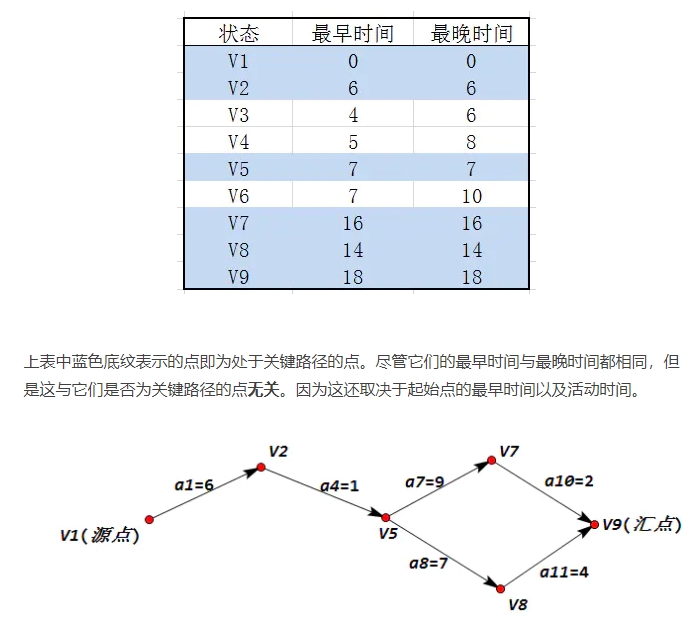 状态 最早时间 最晚时间
V1 0 0
V2 6 6
V3 4 6
V4 5 8
V5 7 7
V6 7 10
V7 16 16
V8 14 14
V9 18 18
上表中蓝色底纹表示的点即为处于关键路径的点。尽管它们的最早时间与最晚时间都相同，但
是这与它们是否为关键路径的点无关。因为这还取决于起始点的最早时间以及活动时间。
V2
V7
a1=6
a4=1
a7=9
a10=2
V1(源点)
V5
V9(汇点)
a8=7
a11=4
V8